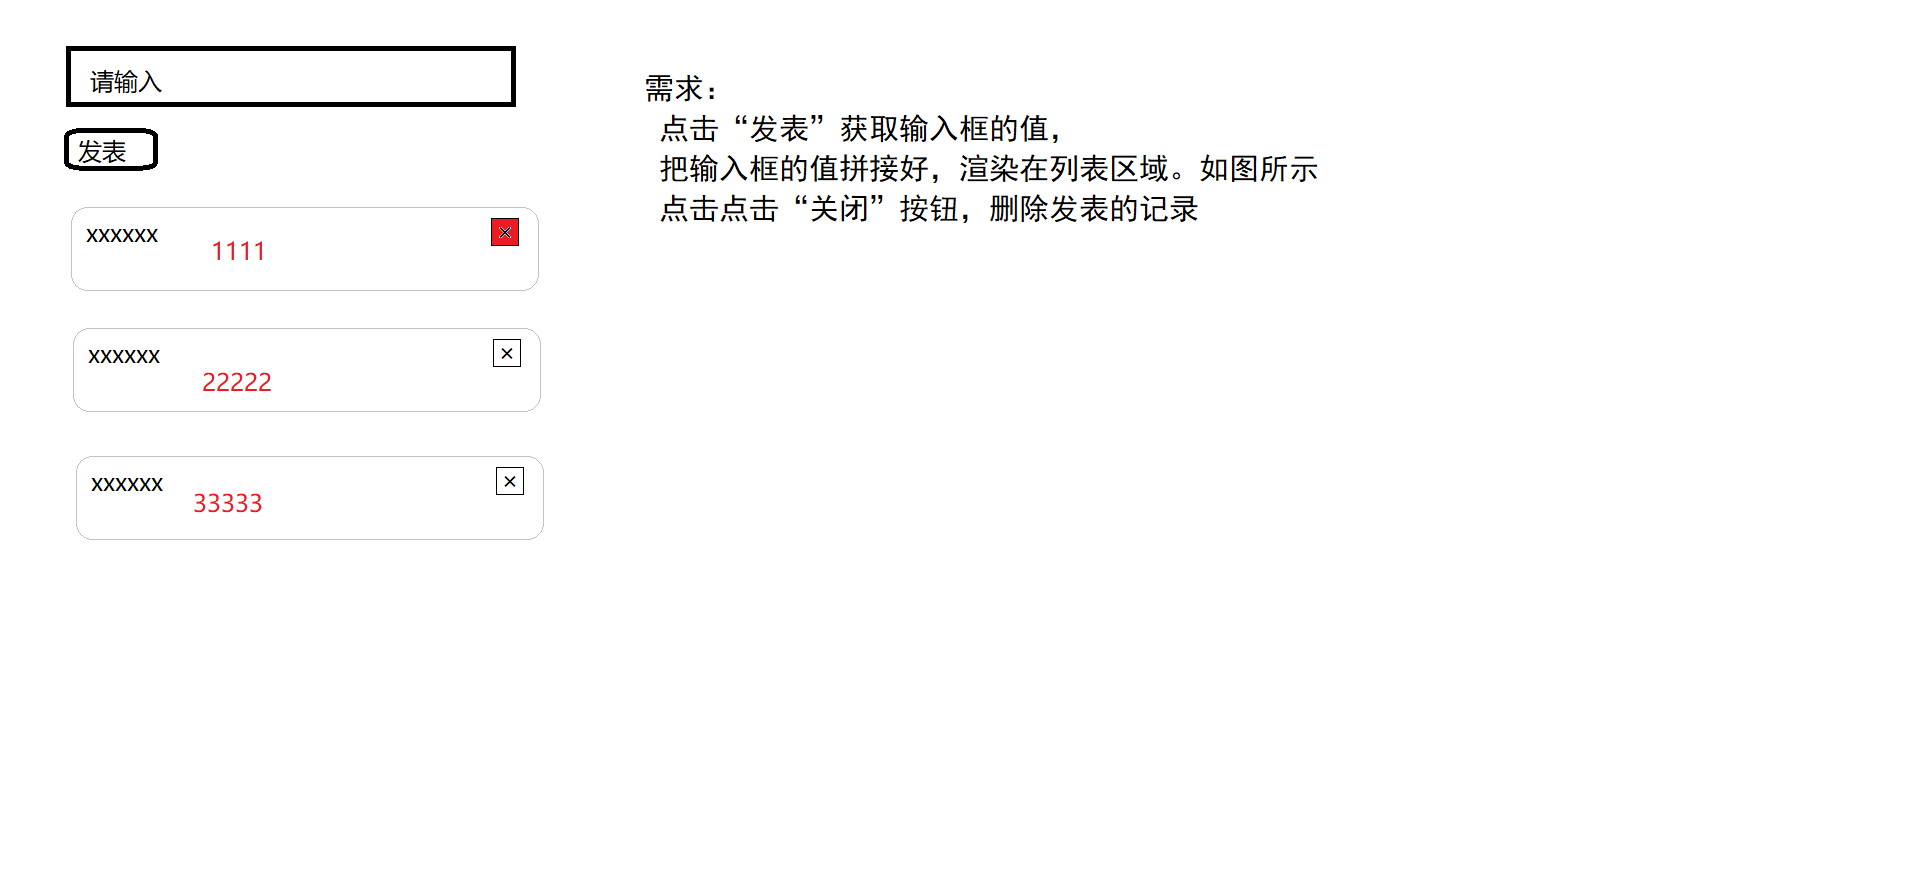 请输入
发表
需求：
点击“发表”获取输入框的值，
把输入框的值拼接好，渲染在列表区域。如图所示
点击点击“关闭”按钮，删除发表的记录
xxxxxx
×
1111
xxxxxx
×
22222
xxxxxx
×
33333